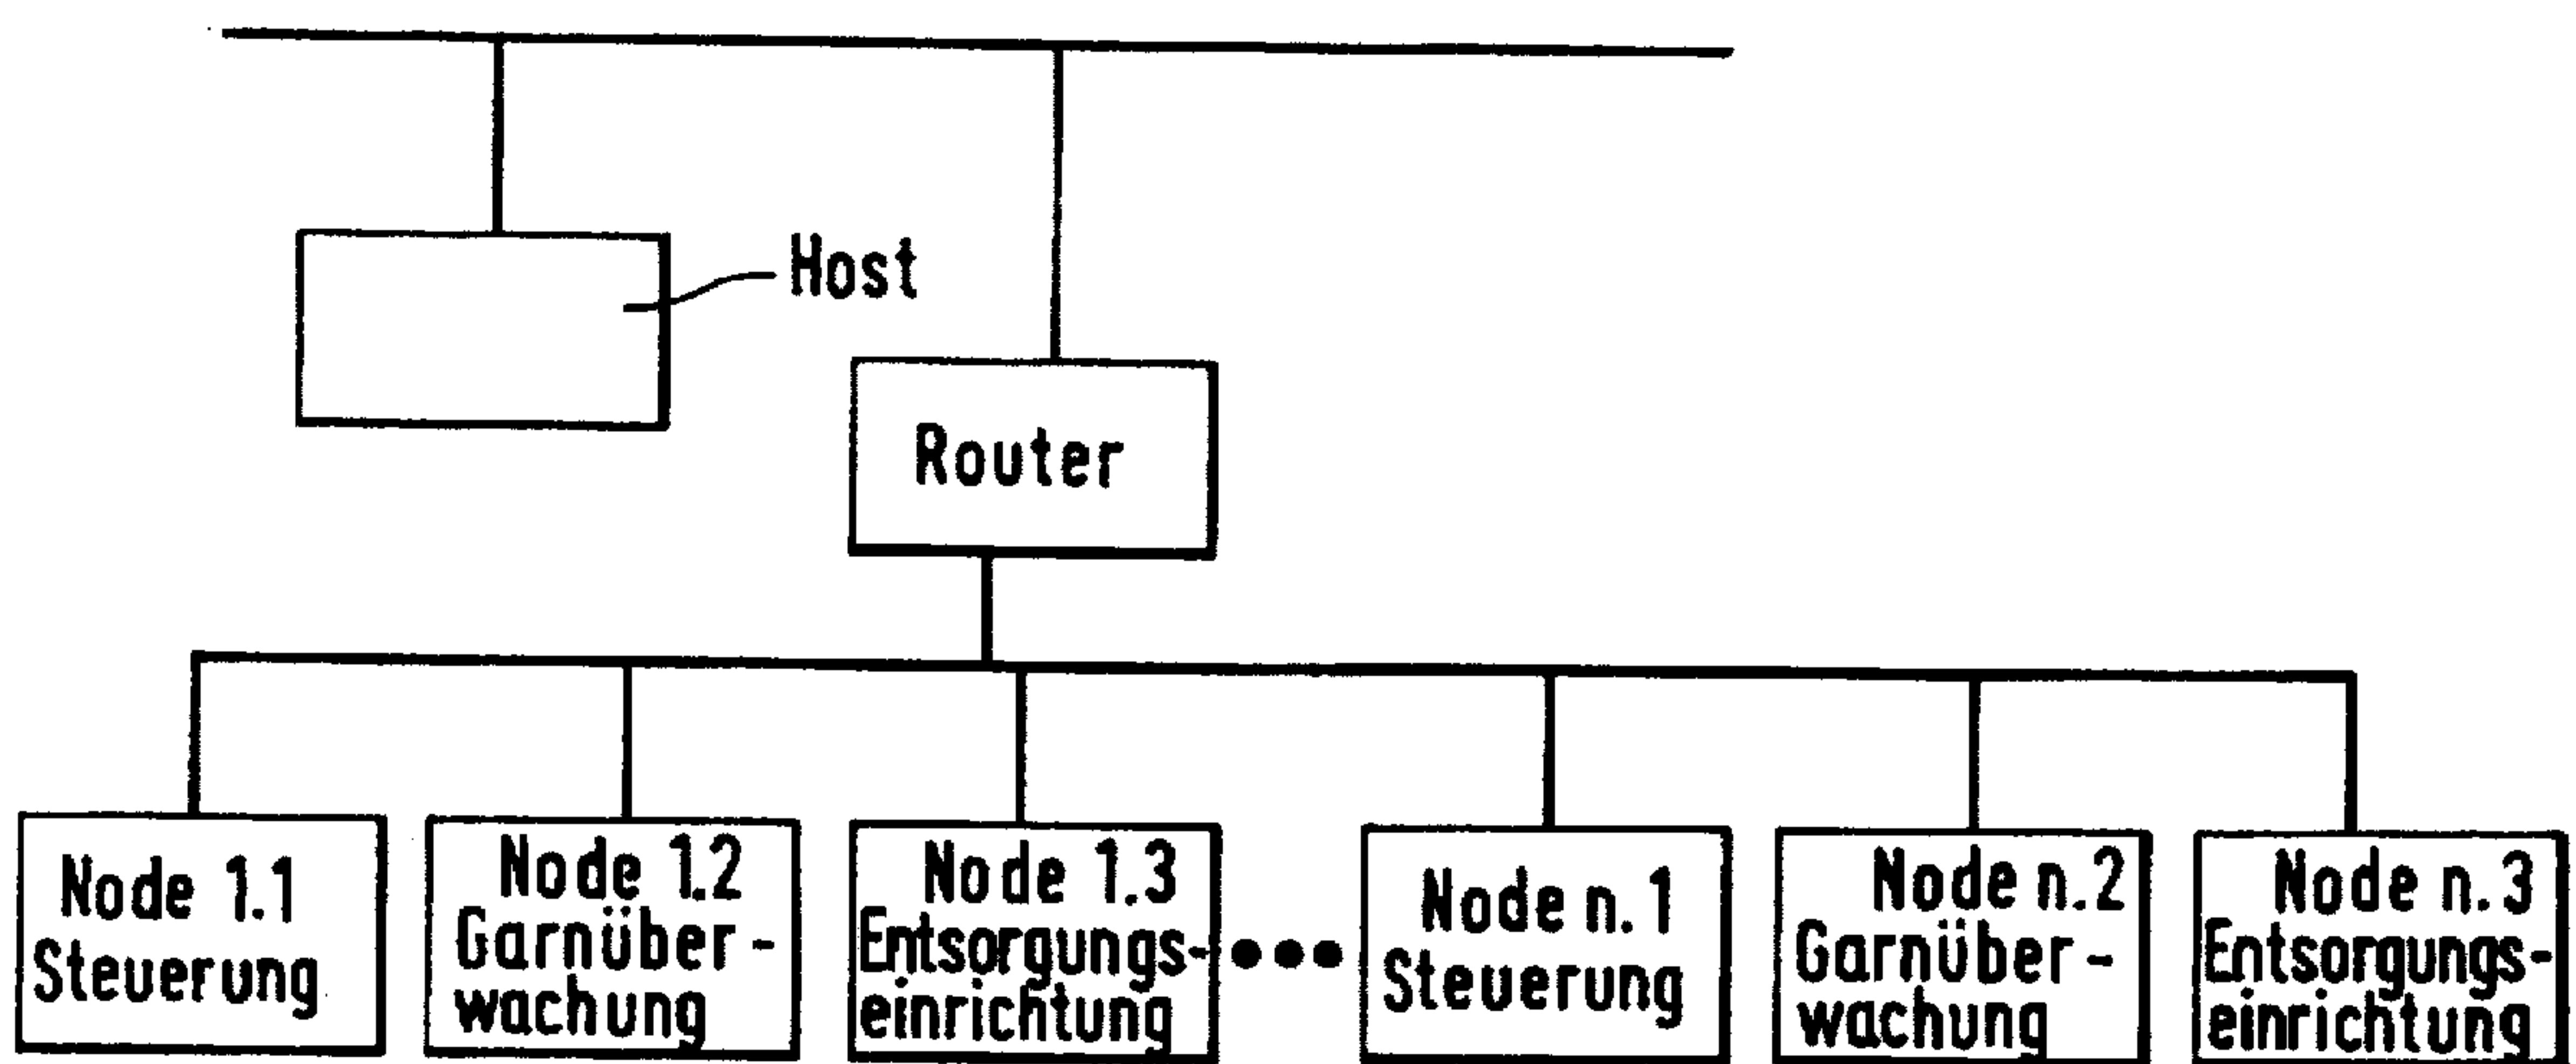 Host
Router
Node 1.1
Steuerung
Node 1.2
Garnüber-
wachung
Node 1.3
Entsorgungs-
einrichtung
Node n.1
Steuerung
Node n.2
Garnüber-
wachung
Node n.3
Entsorgungs-
einrichtung